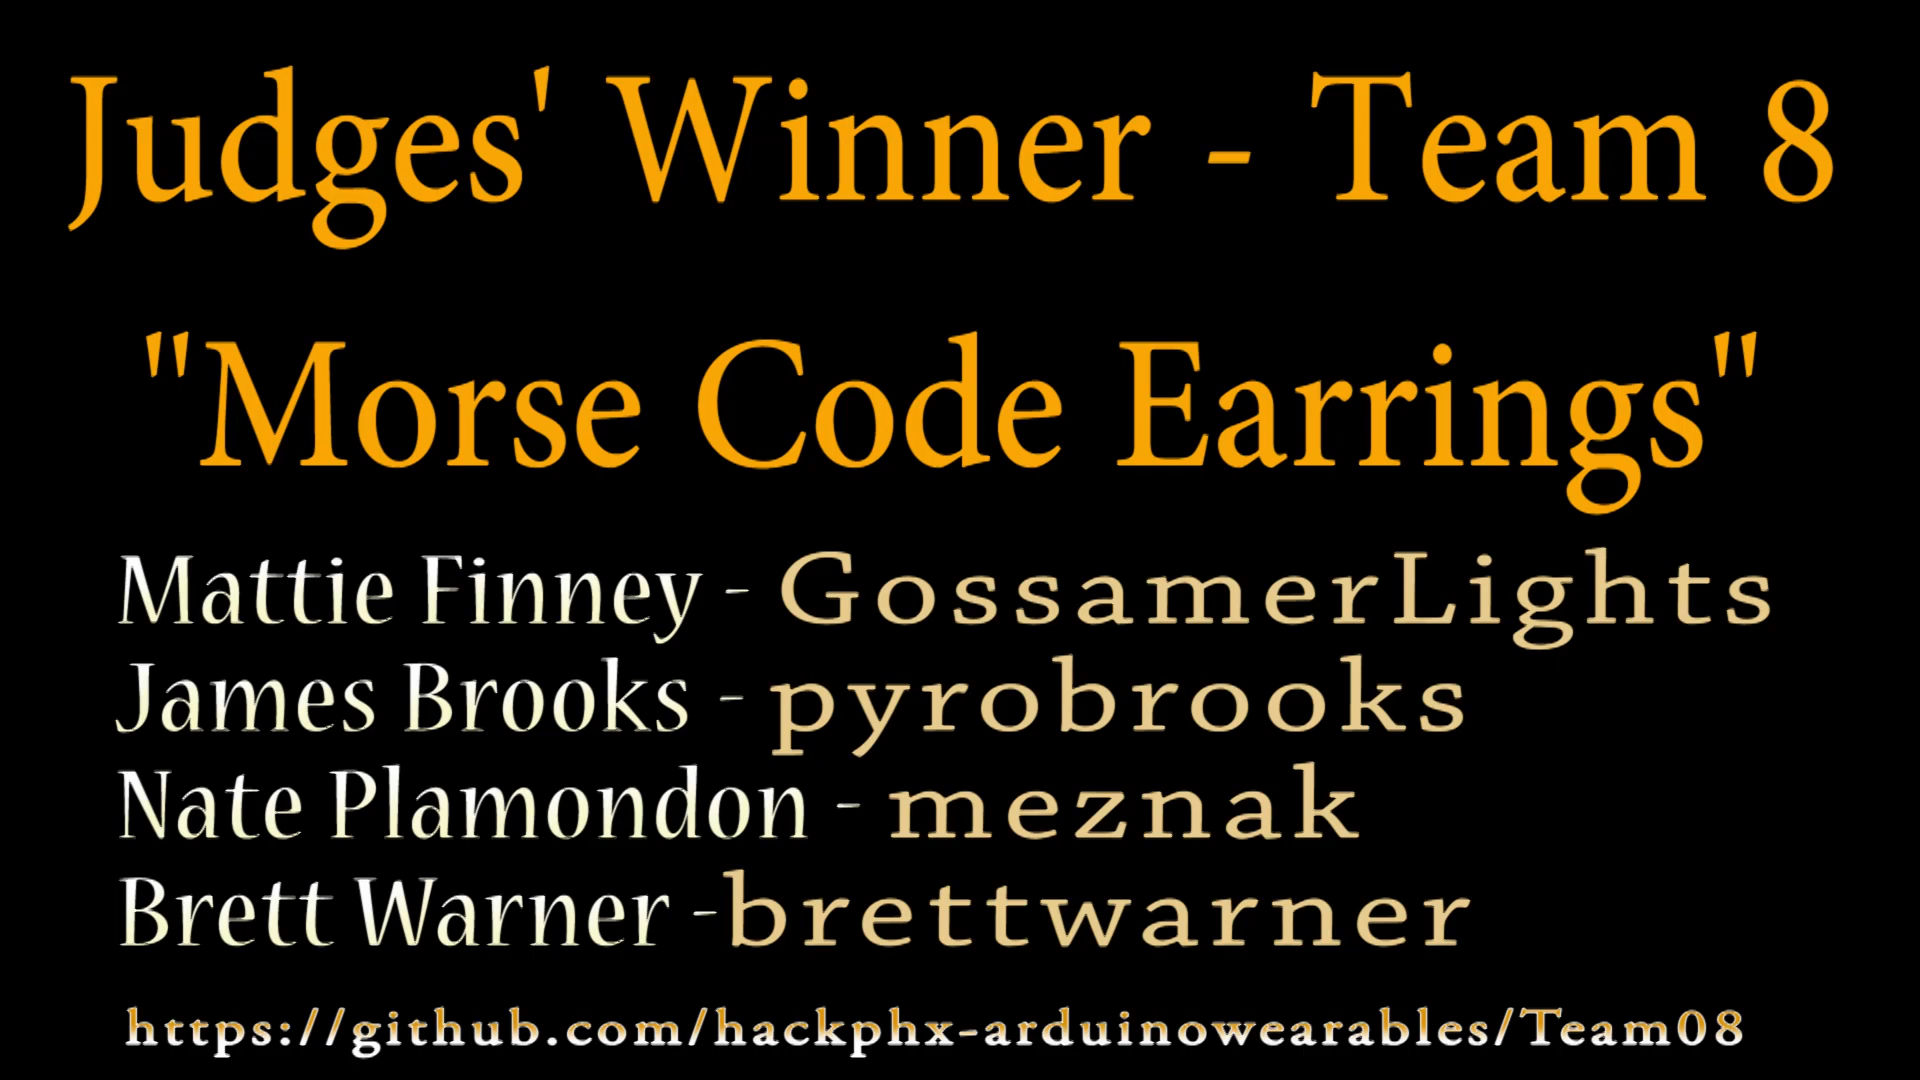 Judges' Winner - Team 8
"Morse Code Earrings"
Mattie Finney - GossamerLights
James Brooks - pyrobrooks
Nate Plamondon - meznak
Brett Warner -brettwarner
https://github.com/hackphx-arduinowearables/Team08